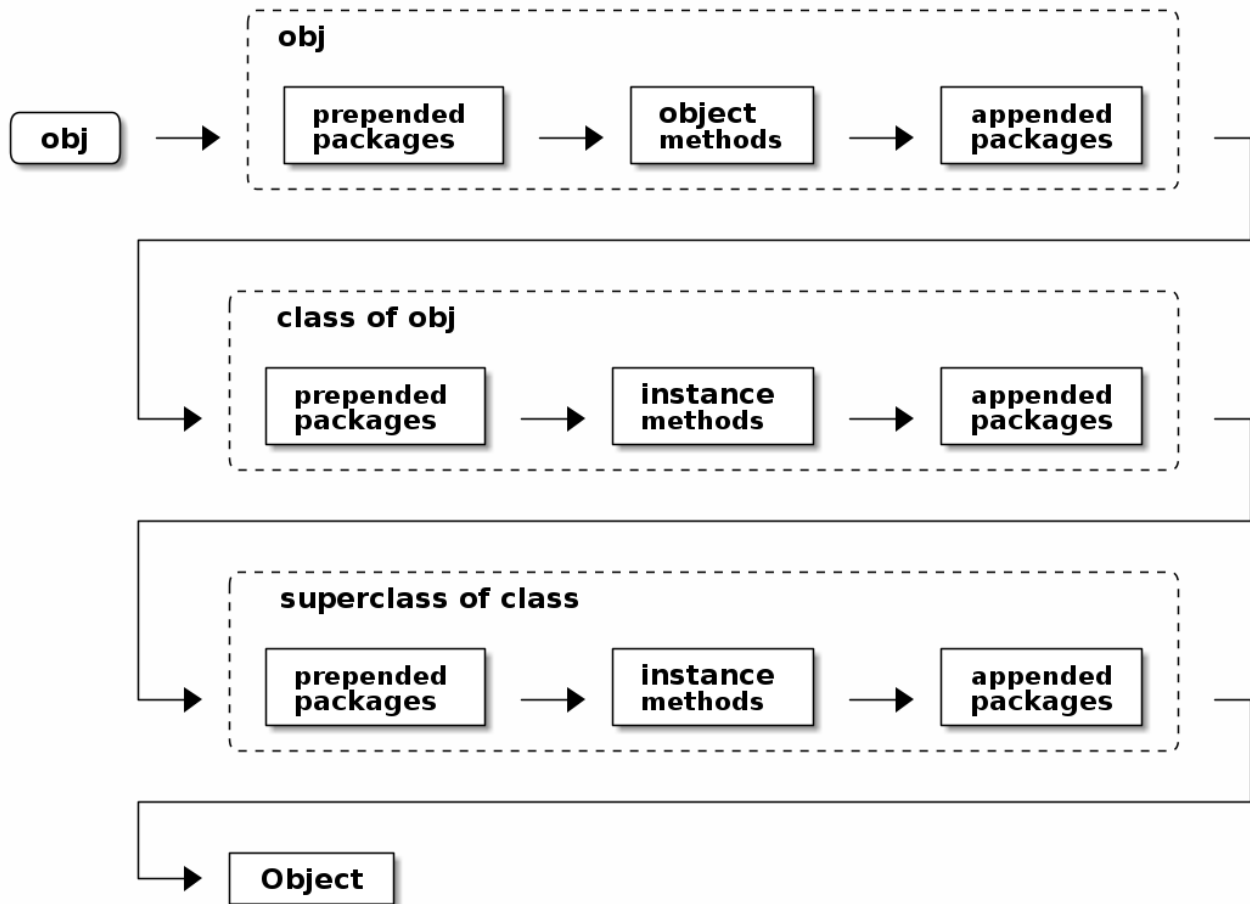 obj
obj
prepended
packages
object
methods
appended
packages
class of obj
prepended
packages
instance
methods
appended
packages
superclass of class
prepended
packages
instance
methods
appended
packages
Object